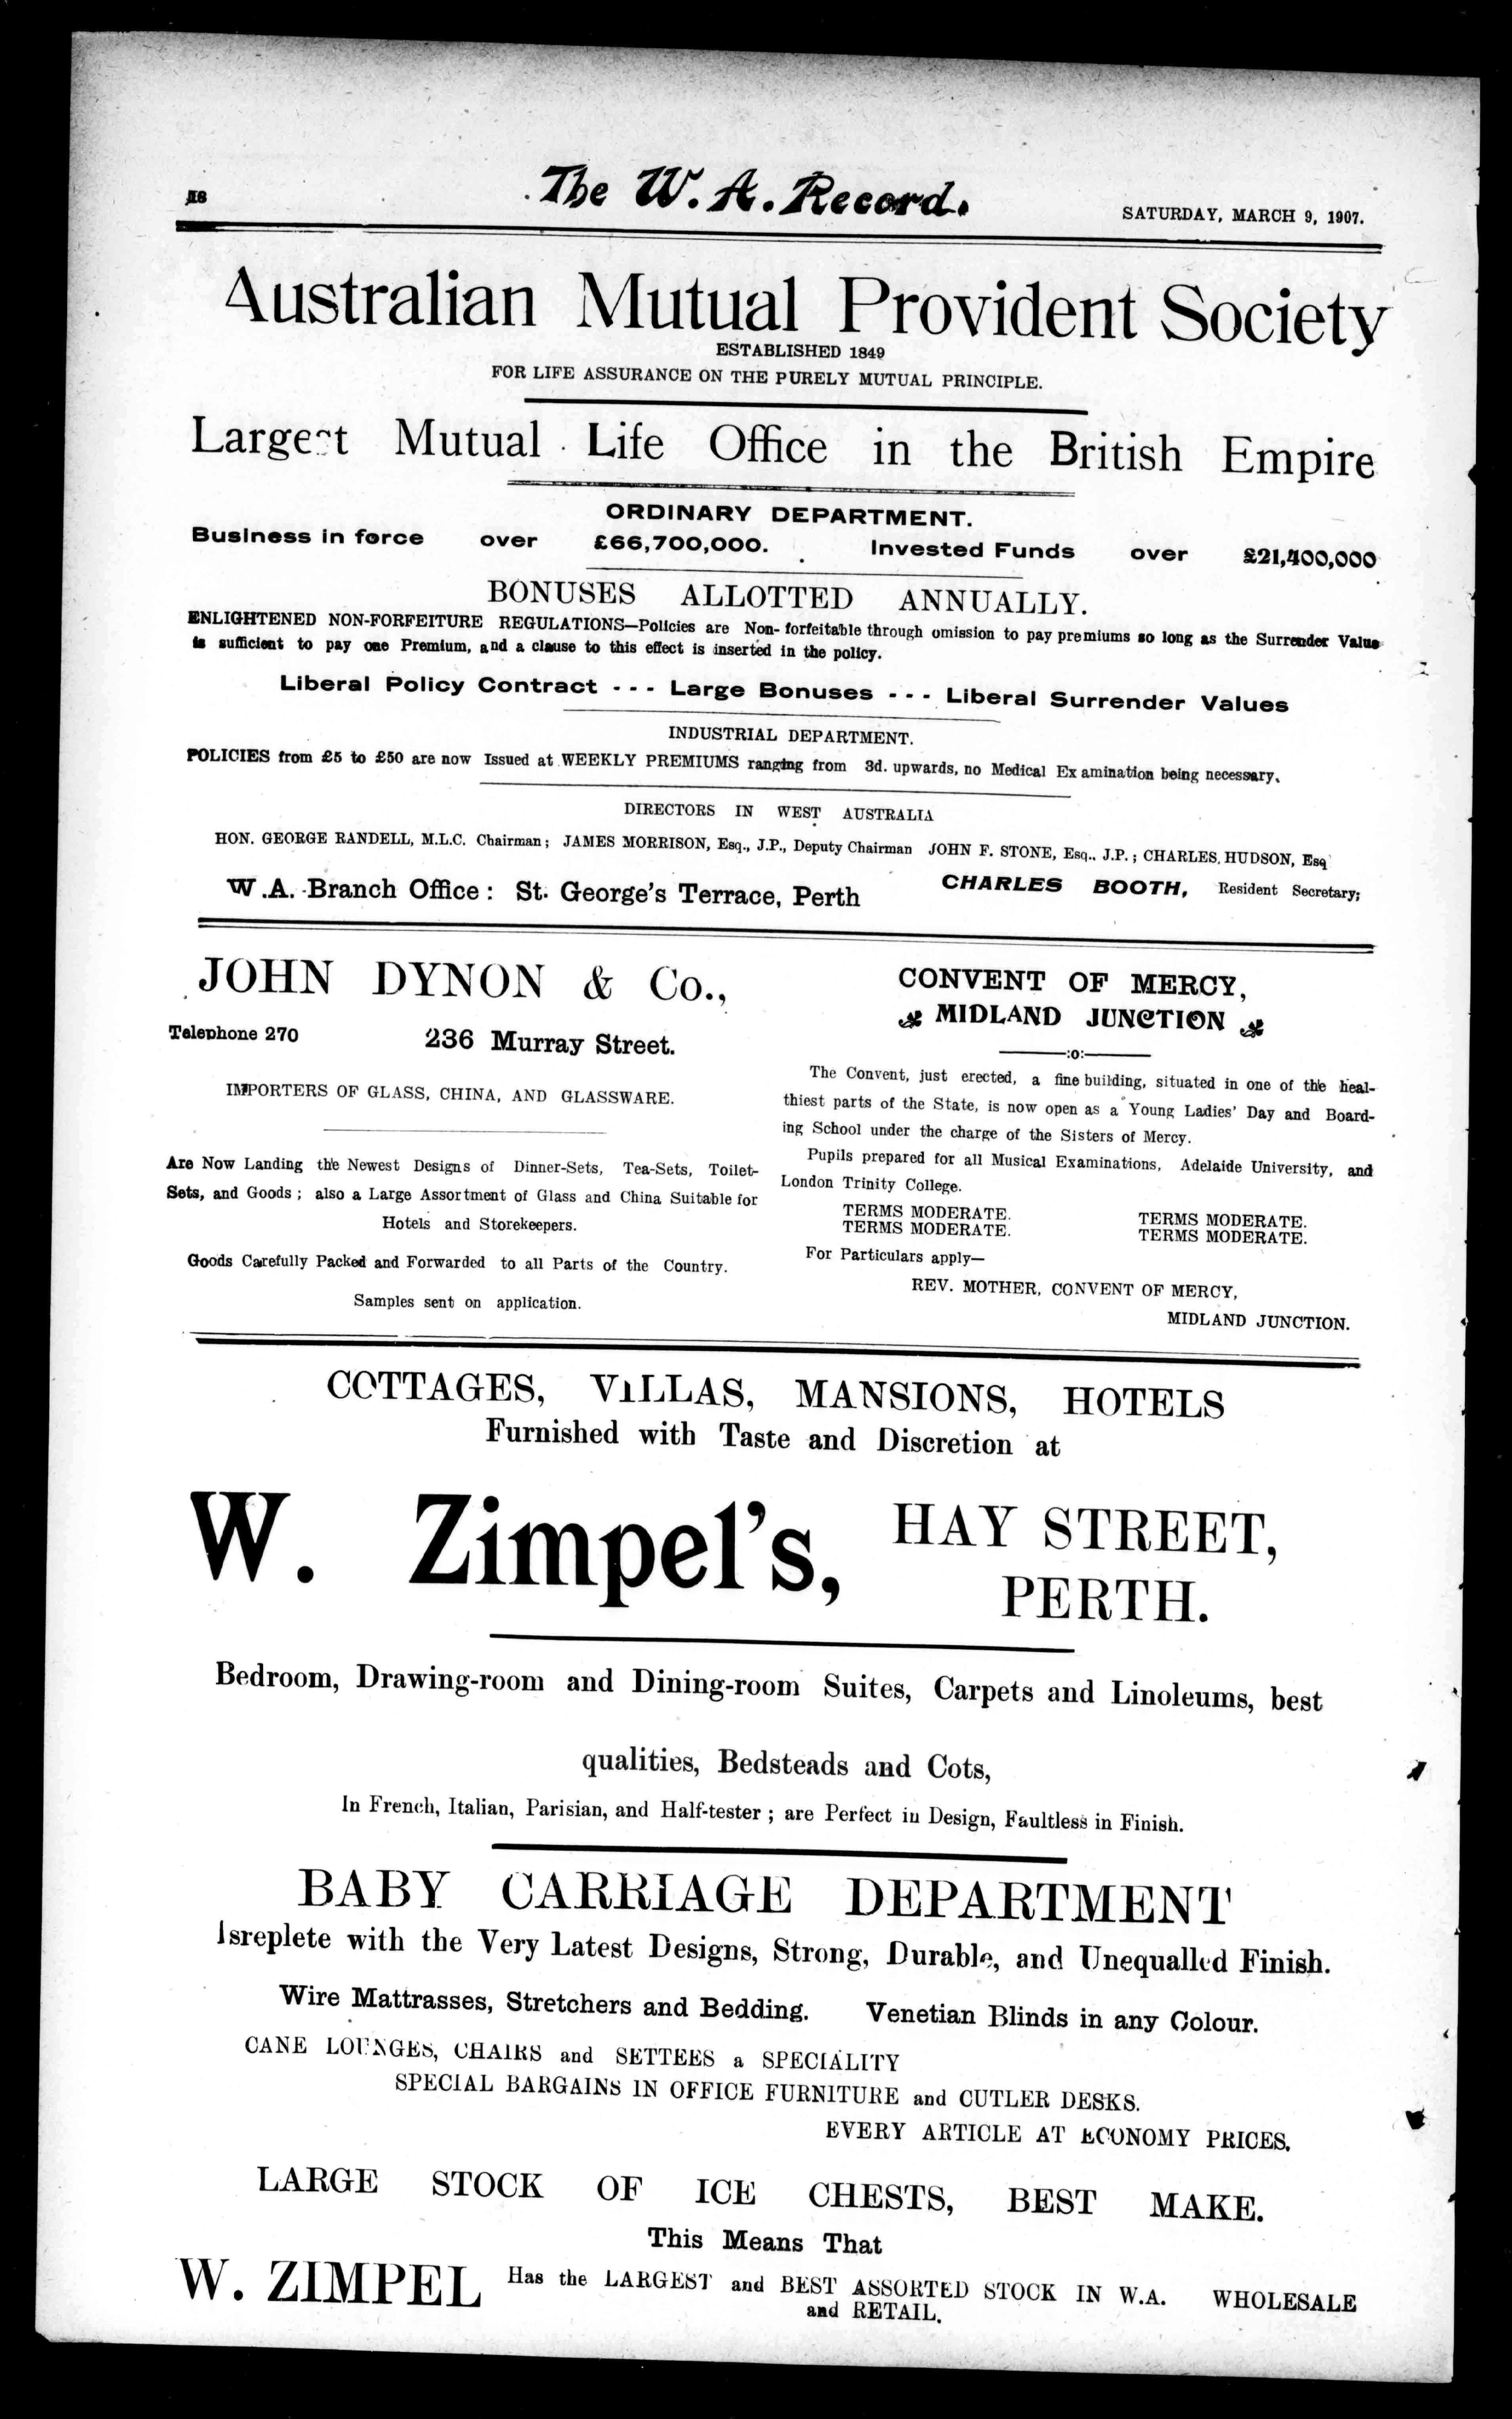 18
The W. A. Record.
SATURDAY, MARCH 9, 1907.
Australian Mutual Provident Society
ESTABLISHED 1849
FOR LIFE ASSURANCE ON THE PURELY MUTUAL PRINCIPLE.
Largest Mutual Life Office in the British Empire
ORDINARY DEPARTMENT.
Business in force over £66,700,000. Invested Funds over £21,400,000
BONUSES ALLOTTED ANNUALLY.
ENLIGHTENED NON-FORFEITURE REGULATIONS—Policies are Non- forfeitable through omission to pay premiums so long as the Surrender Value
is sufficient to pay one Premium, and a clause to this effect is inserted in the policy.
Liberal Policy Contract - - - Large Bonuses - - - Liberal Surrender Values
INDUSTRIAL DEPARTMENT.
POLICIES from £5 to £50 are now Issued at WEEKLY PREMIUMS ranging from 3d. upwards, no Medical Ex amination being necessary.
DIRECTORS IN WEST AUSTRALIA
HON. GEORGE RANDELL, M.L.C. Chairman; JAMES MORRISON, Esq., J.P., Deputy Chairman JOHN F. STONE, Esq., J.P.; CHARLES. HUDSON, Esq
W.A. Branch Office: St. George's Terrace, Perth CHARLES BOOTH, Resident Secretary;
JOHN DYNON & Co.,
Telephone 270 236 Murray Street.
IMPORTERS OF GLASS, CHINA, AND GLASSWARE.
Are Now Landing the Newest Designs of Dinner-Sets, Tea-Sets, Toilet-
Sets, and Goods; also a Large Assortment of Glass and China Suitable for
Hotels and Storekeepers.
Goods Carefully Packed and Forwarded to all Parts of the Country.
Samples sent on application.
CONVENT OF MERCY,
MIDLAND JUNCTION
:o:
The Convent, just erected, a fine building, situated in one of the heal-
thiest parts of the State, is now open as a Young Ladies' Day and Board-
ing School under the charge of the Sisters of Mercy.
Pupils prepared for all Musical Examinations, Adelaide University, and
London Trinity College.
TERMS MODERATE. TERMS MODERATE.
TERMS MODERATE. TERMS MODERATE.
For Particulars apply—
REV. MOTHER, CONVENT OF MERCY,
MIDLAND JUNCTION.
COTTAGES, VILLAS, MANSIONS, HOTELS
Furnished with Taste and Discretion at
W. Zimpel's, HAY STREET,
PERTH.
Bedroom, Drawing-room and Dining-room Suites, Carpets and Linoleums, best
qualities, Bedsteads and Cots,
In French, Italian, Parisian, and Half-tester; are Perfect in Design, Faultless in Finish.
BABY CARRIAGE DEPARTMENT
Isreplete with the Very Latest Designs, Strong, Durable, and Unequalled Finish.
Wire Mattrasses, Stretchers and Bedding. Venetian Blinds in any Colour.
CANE LOUNGES, CHAIRS and SETTEES a SPECIALITY
SPECIAL BARGAINS IN OFFICE FURNITURE and CUTLER DESKS.
EVERY ARTICLE AT ECONOMY PRICES.
LARGE STOCK OF ICE CHESTS, BEST MAKE.
This Means That
W. ZIMPEL Has the LARGEST and BEST ASSORTED STOCK IN W.A. WHOLESALE
and RETAIL.